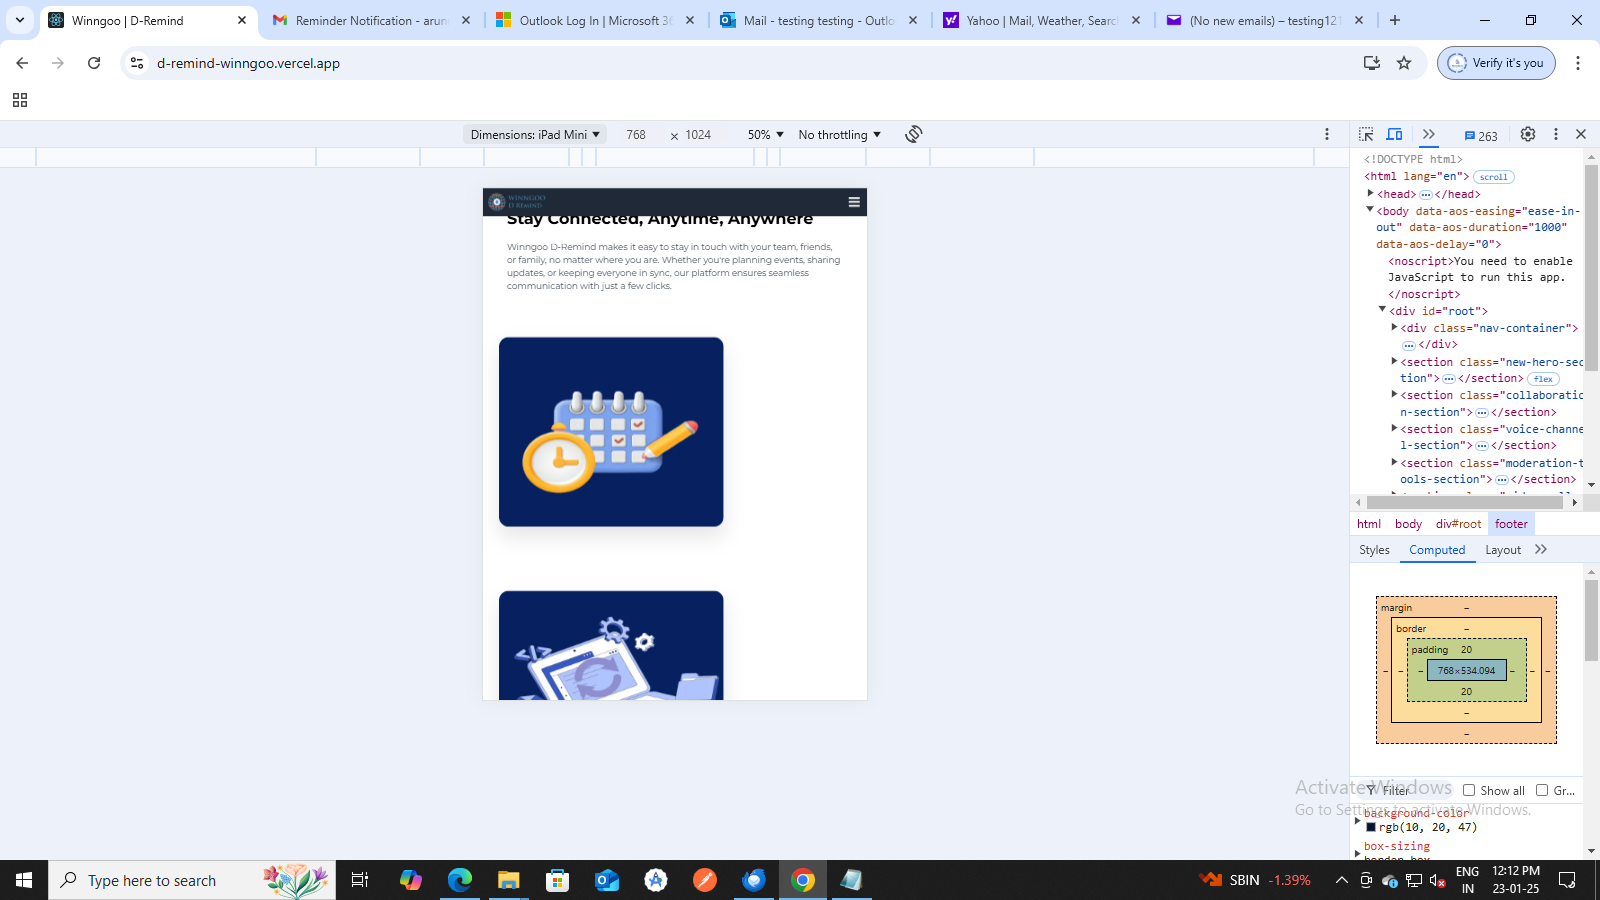 Winngoo | D-Remind
Reminder Notification - arun
Outlook Log In | Microsoft 36
Mail - testing testing - Outlo
Yahoo | Mail, Weather, Searc
(No new emails) – testing121
d-remind-winngoo.vercel.app
Verify it's you
Dimensions: iPad Mini
768
×
1024
50%
No throttling
263
WINNGOO
D REMIND
Stay Connected, Anytime, Anywhere
Winngoo D-Remind makes it easy to stay in touch with your team, friends,
or family, no matter where you are. Whether you're planning events, sharing
updates, or keeping everyone in sync, our platform ensures seamless
communication with just a few clicks.
<!DOCTYPE html>
<html lang="en"> scroll
<head> … </head>
<body data-aos-easing="ease-in-
out" data-aos-duration="1000"
data-aos-delay="0">
<noscript>You need to enable
JavaScript to run this app.
</noscript>
<div id="root">
<div class="nav-container">
… </div>
<section class="new-hero-sec
tion"> … </section> flex
<section class="collaboratio
n-section"> … </section>
<section class="voice-channe
l-section"> … </section>
<section class="moderation-t
ools-section"> … </section>
html body div#root footer
Styles Computed Layout
margin
–
border
–
padding
20
– – – 768×534.094 – – –
20
–
–
Filter
Show all
Gr...
background-color
rgb(10, 20, 47)
box-sizing
border-box
Activate Windows
Go to Settings to activate Windows.
Type here to search
SBIN -1.39%
ENG
IN
12:12 PM
23-01-25